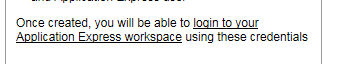 Once created, you will be able to login to your
Application Express workspace using these credentials